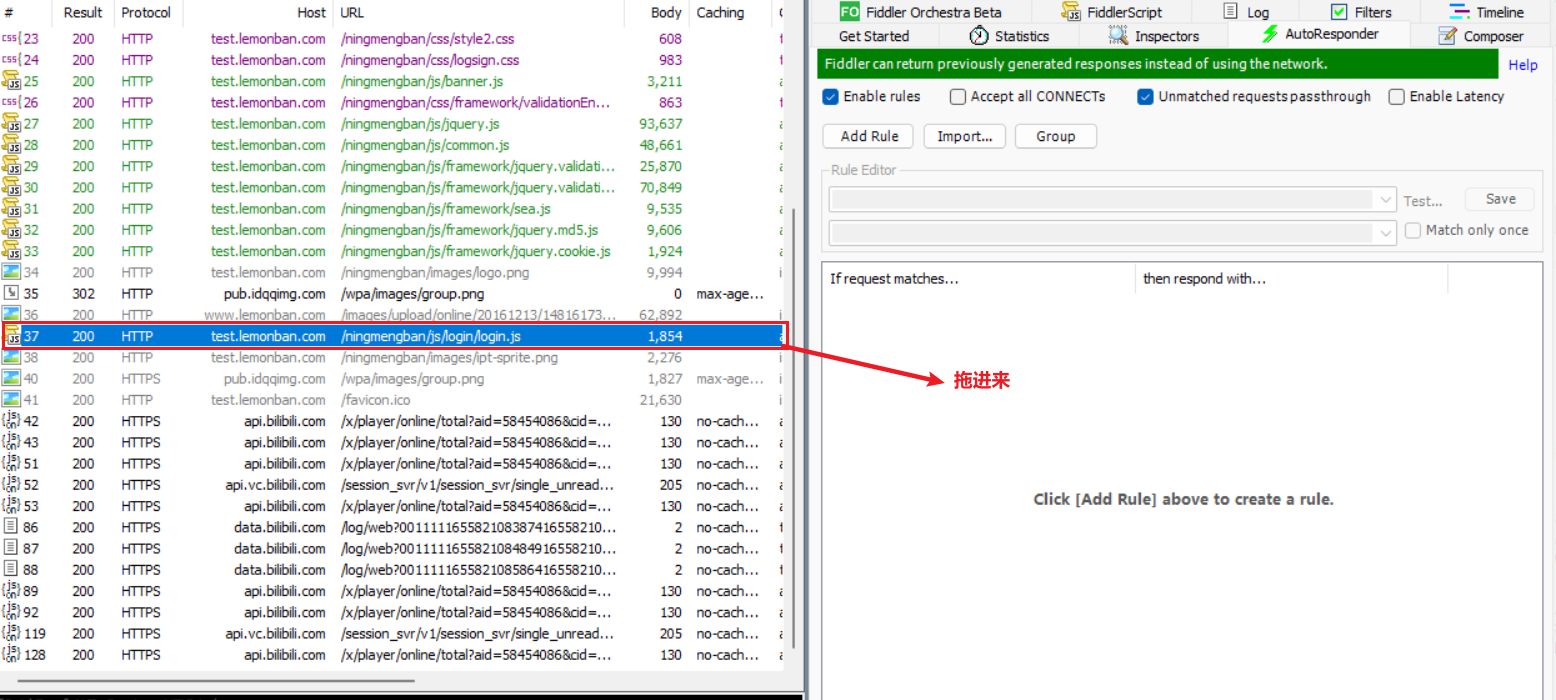 # Result Protocol Host URL Body Caching
23 200 HTTP test.lemonban.com /ningmengban/css/style2.css 608
24 200 HTTP test.lemonban.com /ningmengban/css/logsign.css 983
25 200 HTTP test.lemonban.com /ningmengban/js/banner.js 3,211
26 200 HTTP test.lemonban.com /ningmengban/css/framework/validationEn... 863
27 200 HTTP test.lemonban.com /ningmengban/js/jquery.js 93,637
28 200 HTTP test.lemonban.com /ningmengban/js/common.js 48,661
29 200 HTTP test.lemonban.com /ningmengban/js/framework/jquery.validati... 25,870
30 200 HTTP test.lemonban.com /ningmengban/js/framework/jquery.validati... 70,849
31 200 HTTP test.lemonban.com /ningmengban/js/framework/sea.js 9,535
32 200 HTTP test.lemonban.com /ningmengban/js/framework/jquery.md5.js 9,606
33 200 HTTP test.lemonban.com /ningmengban/js/framework/jquery.cookie.js 1,924
34 200 HTTP test.lemonban.com /ningmengban/images/logo.png 9,994
35 302 HTTP pub.idqqimg.com /wpa/images/group.png 0 max-age...
36 200 HTTP www.lemonban.com /images/upload/online/20161213/14816173... 62,892
37 200 HTTP test.lemonban.com /ningmengban/js/login/login.js 1,854
38 200 HTTP test.lemonban.com /ningmengban/images/ipt-sprite.png 2,276
40 200 HTTPS pub.idqqimg.com /wpa/images/group.png 1,827 max-age...
41 200 HTTP test.lemonban.com /favicon.ico 21,630
42 200 HTTPS api.bilibili.com /x/player/online/total?aid=58454086&cid=... 130 no-cach...
43 200 HTTPS api.bilibili.com /x/player/online/total?aid=58454086&cid=... 130 no-cach...
51 200 HTTPS api.bilibili.com /x/player/online/total?aid=58454086&cid=... 130 no-cach...
52 200 HTTPS api.vc.bilibili.com /session_svr/v1/session_svr/single_unread... 205 no-cach...
53 200 HTTPS api.bilibili.com /x/player/online/total?aid=58454086&cid=... 130 no-cach...
86 200 HTTPS data.bilibili.com /log/web?001111165582108387416558210... 2 no-cach...
87 200 HTTPS data.bilibili.com /log/web?001111165582108484916558210... 2 no-cach...
88 200 HTTPS data.bilibili.com /log/web?001111165582108586416558210... 2 no-cach...
89 200 HTTPS api.bilibili.com /x/player/online/total?aid=58454086&cid=... 130 no-cach...
92 200 HTTPS api.bilibili.com /x/player/online/total?aid=58454086&cid=... 130 no-cach...
119 200 HTTPS api.vc.bilibili.com /session_svr/v1/session_svr/single_unread... 205 no-cach...
128 200 HTTPS api.bilibili.com /x/player/online/total?aid=58454086&cid=... 130 no-cach...
FO Fiddler Orchestra Beta FiddlerScript Log Filters Timeline
Get Started Statistics Inspectors AutoResponder Composer
Fiddler can return previously generated responses instead of using the network. Help
Enable rules Accept all CONNECTs Unmatched requests passthrough Enable Latency
Add Rule Import... Group
Rule Editor
Test... Save
Match only once
If request matches... then respond with...
拖进来
Click [Add Rule] above to create a rule.